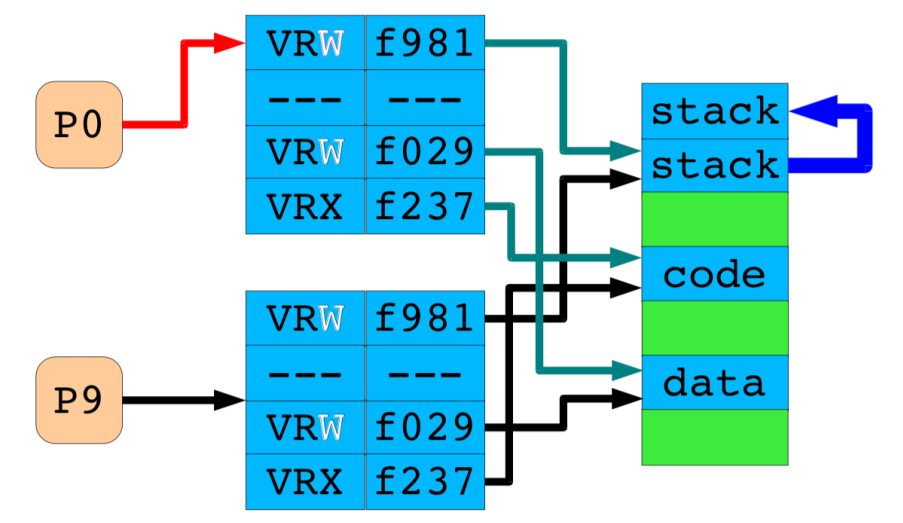 P0
VRW f981
--- ---
VRW f029
VRX f237
P9
VRW f981
--- ---
VRW f029
VRX f237
stack
stack
code
data